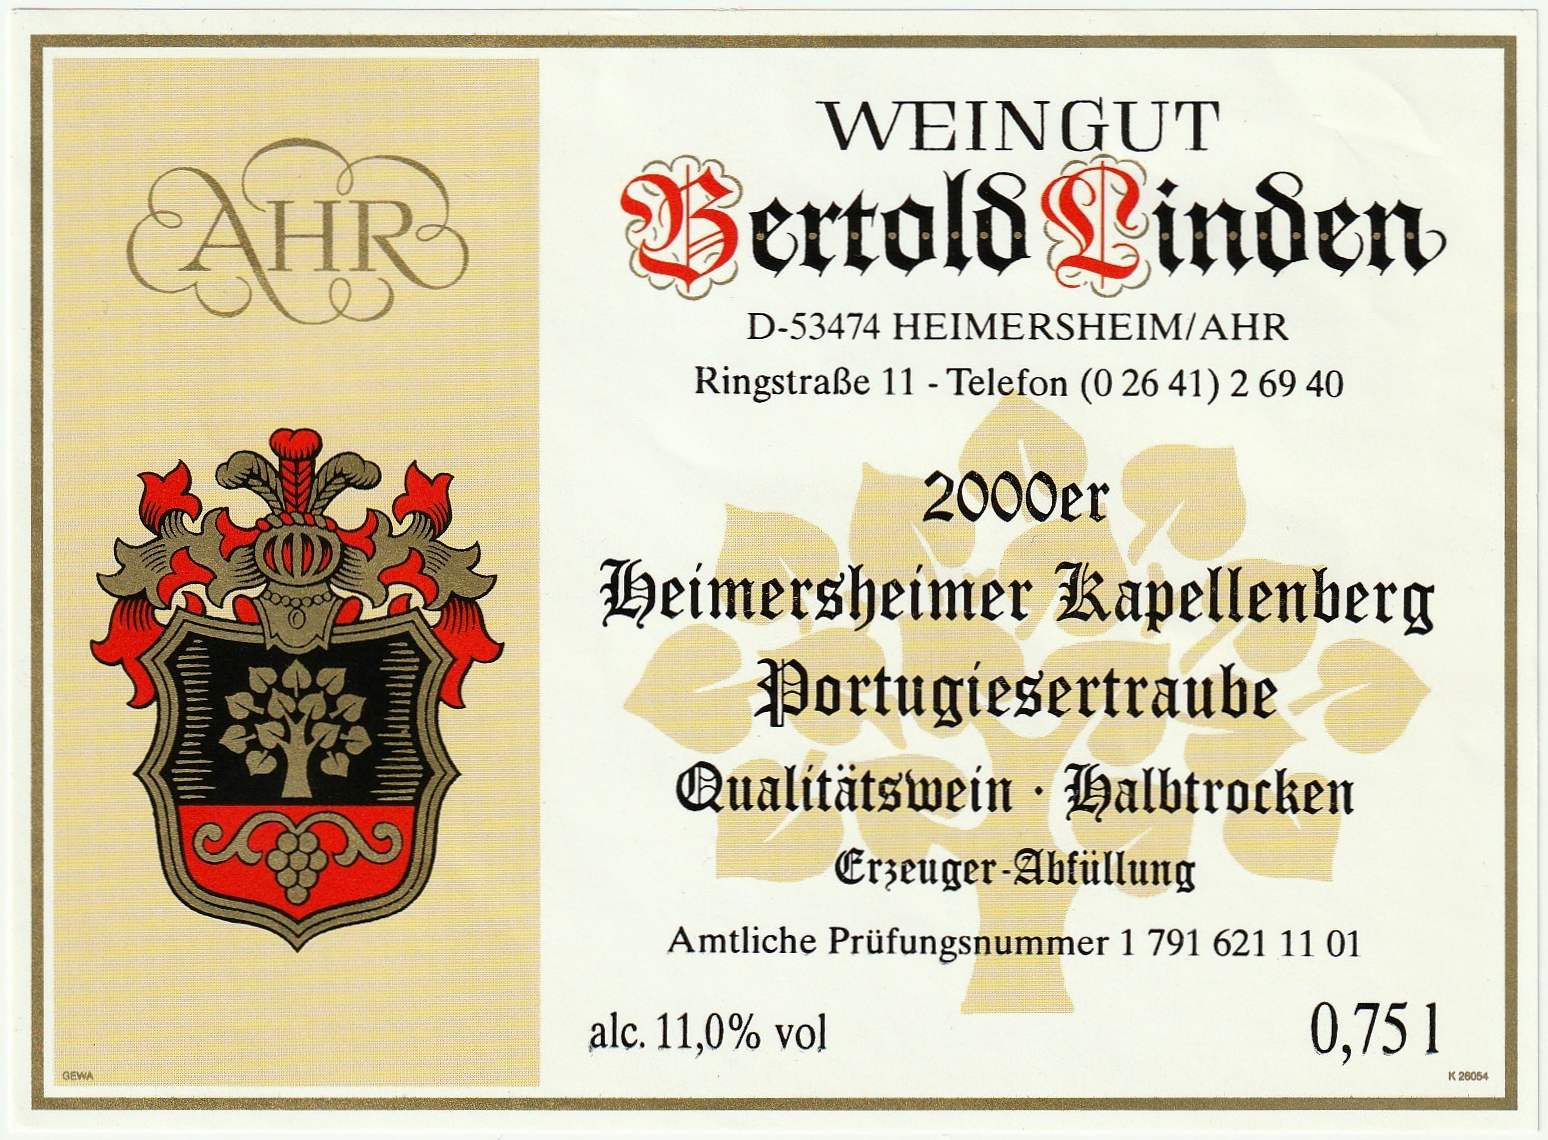 AHR
WEINGUT
Bertold Linden
D-53474 HEIMERSHEIM/AHR
Ringstraße 11 - Telefon (0 26 41) 2 69 40
2000er
Heimersheimer Kapellenberg
Portugiesertraube
Qualitätswein · Halbtrocken
Erzeuger-Abfüllung
Amtliche Prüfungsnummer 1 791 621 11 01
alc. 11,0% vol
0,75 l
GEWA
K 26054